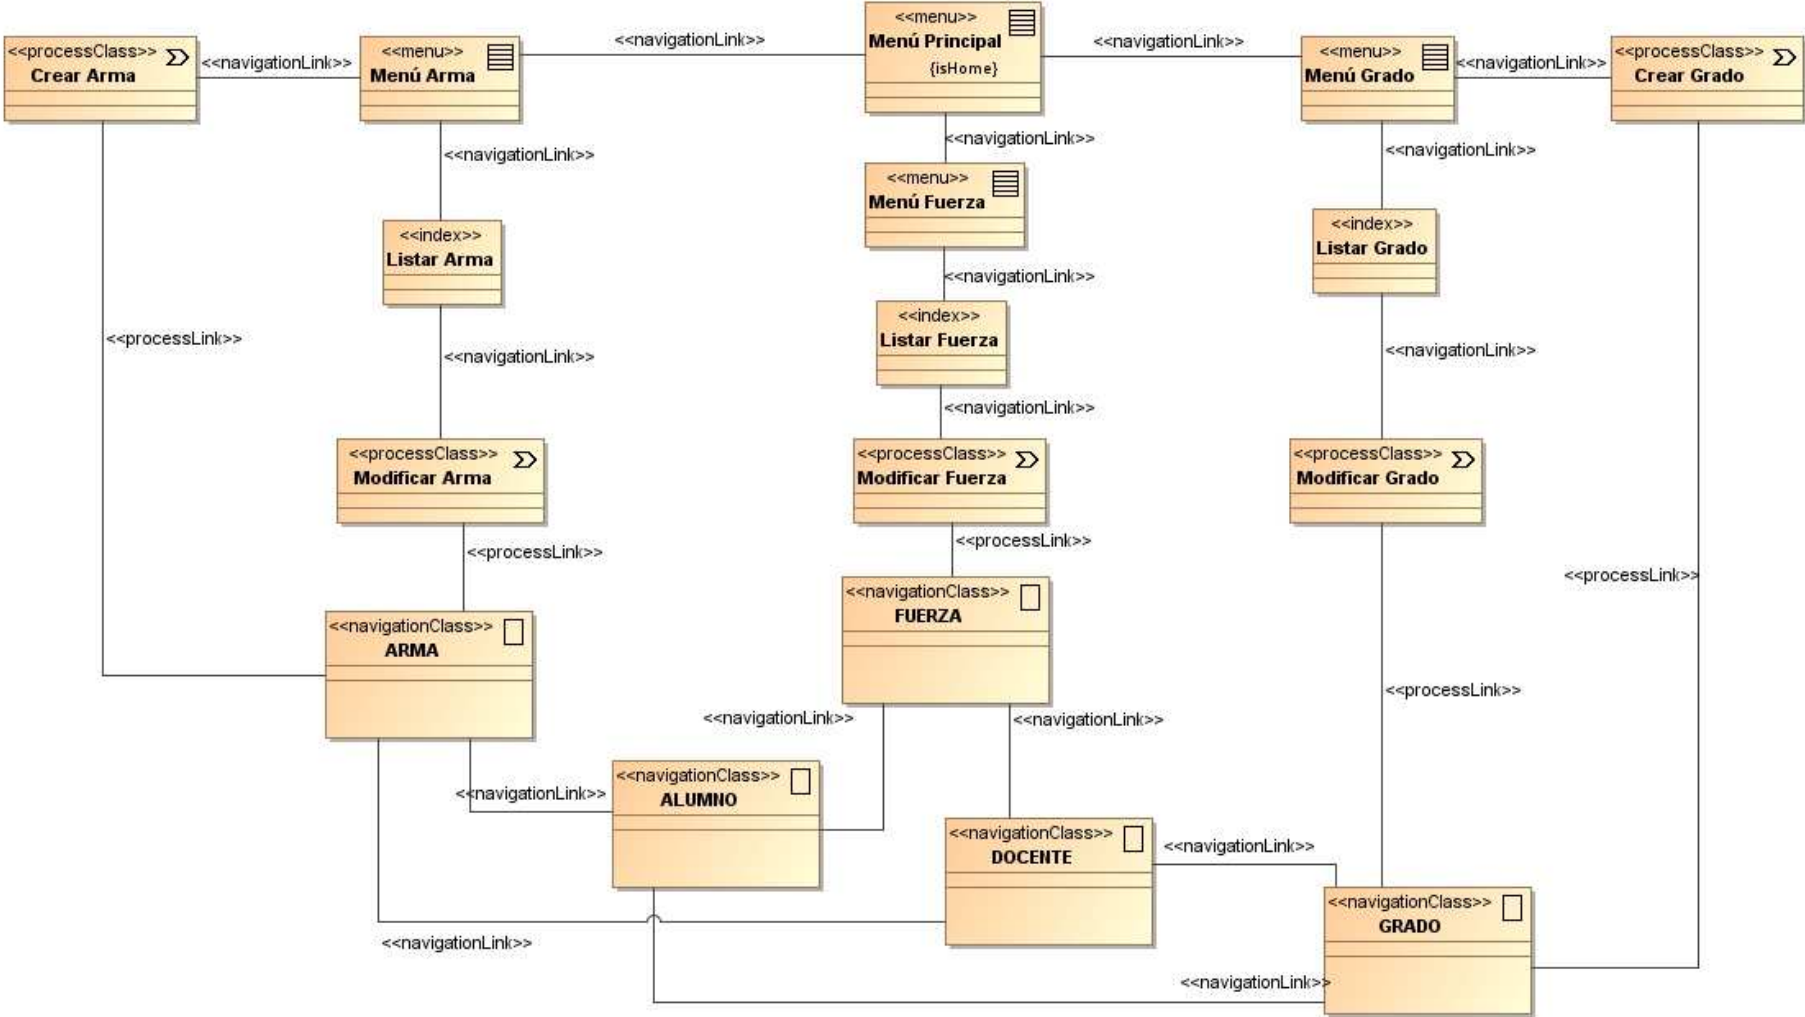 <<menu>>
Menú Principal
{isHome}
<<processClass>>
Crear Arma
<<navigationLink>>
<<menu>>
Menú Arma
<<navigationLink>>
<<navigationLink>>
<<menu>>
Menú Grado
<<navigationLink>>
<<processClass>>
Crear Grado
<<navigationLink>>
<<navigationLink>>
<<navigationLink>>
<<menu>>
Menú Fuerza
<<index>>
Listar Arma
<<index>>
Listar Grado
<<navigationLink>>
<<index>>
Listar Fuerza
<<processLink>>
<<navigationLink>>
<<navigationLink>>
<<navigationLink>>
<<processClass>>
Modificar Arma
<<processClass>>
Modificar Fuerza
<<processClass>>
Modificar Grado
<<processLink>>
<<processLink>>
<<processLink>>
<<navigationClass>>
FUERZA
<<navigationClass>>
ARMA
<<processLink>>
<<navigationLink>>
<<navigationLink>>
<<navigationLink>>
<<navigationClass>>
ALUMNO
<<navigationClass>>
DOCENTE
<<navigationLink>>
<<navigationClass>>
GRADO
<<navigationLink>>
<<navigationLink>>